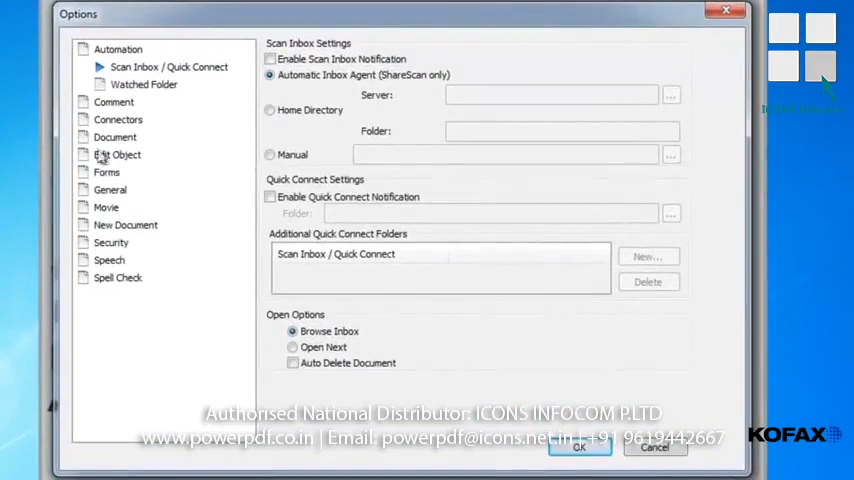 Options
Automation
Scan Inbox / Quick Connect
Watched Folder
Comment
Connectors
Document
Edit Object
Forms
General
Movie
New Document
Security
Speech
Spell Check
Scan Inbox Settings
Enable Scan Inbox Notification
Automatic Inbox Agent (ShareScan only)
Server:
...
Home Directory
Folder:
Manual
...
Quick Connect Settings
Enable Quick Connect Notification
Folder:
...
Additional Quick Connect Folders
Scan Inbox / Quick Connect
New...
Delete
Open Options
Browse Inbox
Open Next
Auto Delete Document
OK
Cancel
Authorised National Distributor: ICONS INFOCOM P.LTD
www.powerpdf.co.in | Email: powerpdf@icons.net.in | +91 9619442667
KOFAX
ICONS